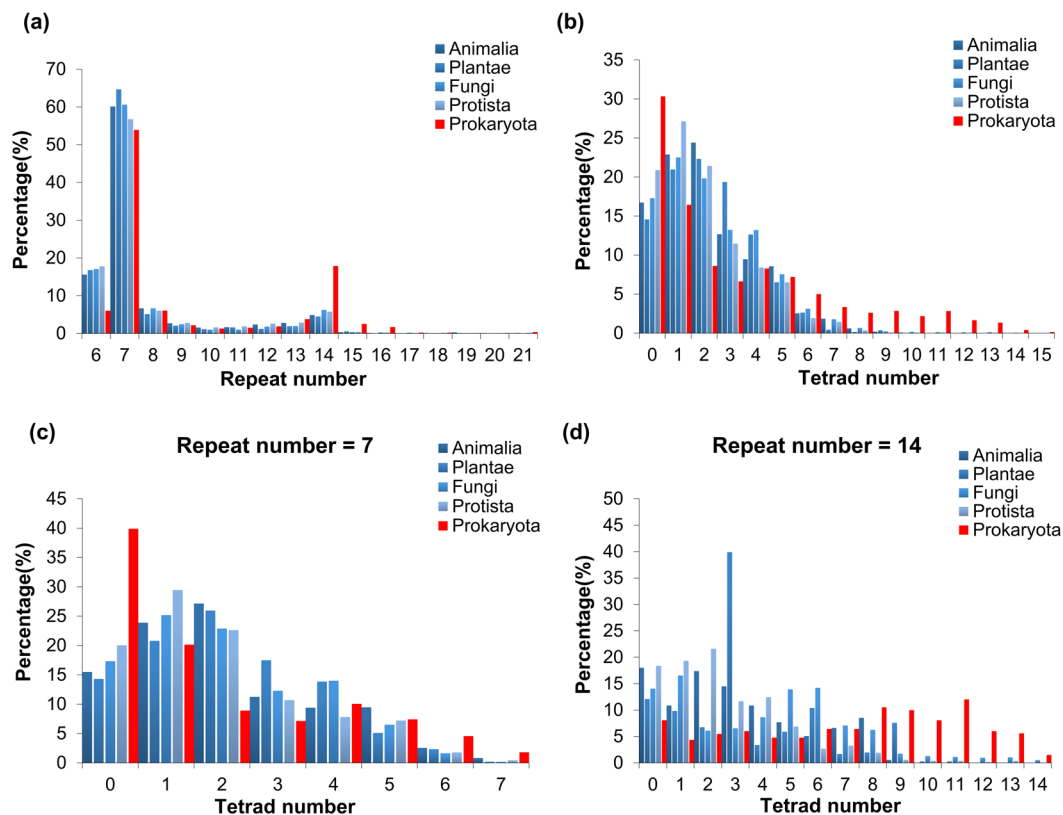 (a)
Animalia
Plantae
Fungi
Protista
Prokaryota
Percentage(%)
70
60
50
40
30
20
10
0
6 7 8 9 10 11 12 13 14 15 16 17 18 19 20 21
Repeat number
(b)
Animalia
Plantae
Fungi
Protista
Prokaryota
Percentage(%)
35
30
25
20
15
10
5
0
0 1 2 3 4 5 6 7 8 9 10 11 12 13 14 15
Tetrad number
(c)
Repeat number = 7
Animalia
Plantae
Fungi
Protista
Prokaryota
Percentage(%)
45
40
35
30
25
20
15
10
5
0
0 1 2 3 4 5 6 7
Tetrad number
(d)
Repeat number = 14
Animalia
Plantae
Fungi
Protista
Prokaryota
Percentage(%)
50
45
40
35
30
25
20
15
10
5
0
0 1 2 3 4 5 6 7 8 9 10 11 12 13 14
Tetrad number